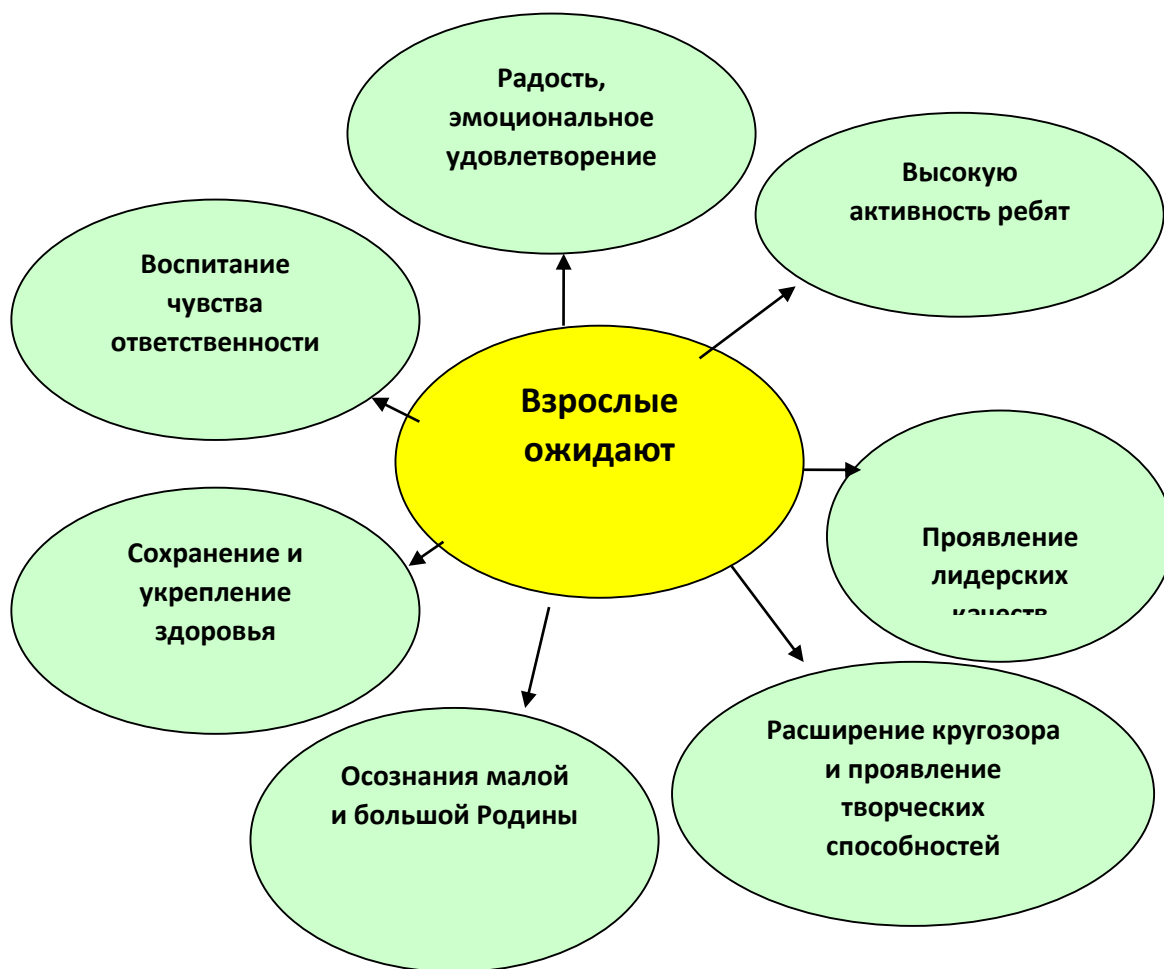 Радость,
эмоциональное
удовлетворение
Высокую
активность ребят
Воспитание
чувства
ответственности
Взрослые
ожидают
Проявление
лидерских
качеств
Сохранение и
укрепление
здоровья
Расширение кругозора
и проявление
творческих
способностей
Осознания малой
и большой Родины